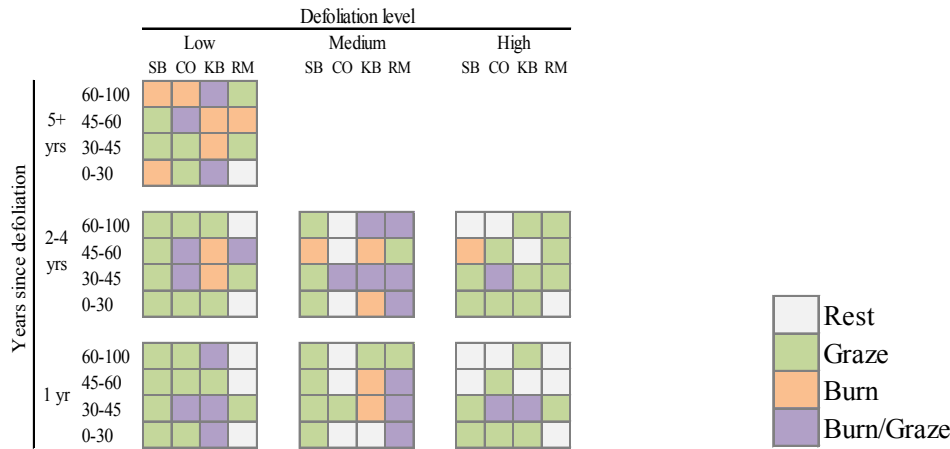 Defoliation level
Low Medium High
SB CO KB RM SB CO KB RM SB CO KB RM
Years since defoliation
5+ yrs
60-100
45-60
30-45
0-30
2-4 yrs
60-100
45-60
30-45
0-30
1 yr
60-100
45-60
30-45
0-30
Rest
Graze
Burn
Burn/Graze